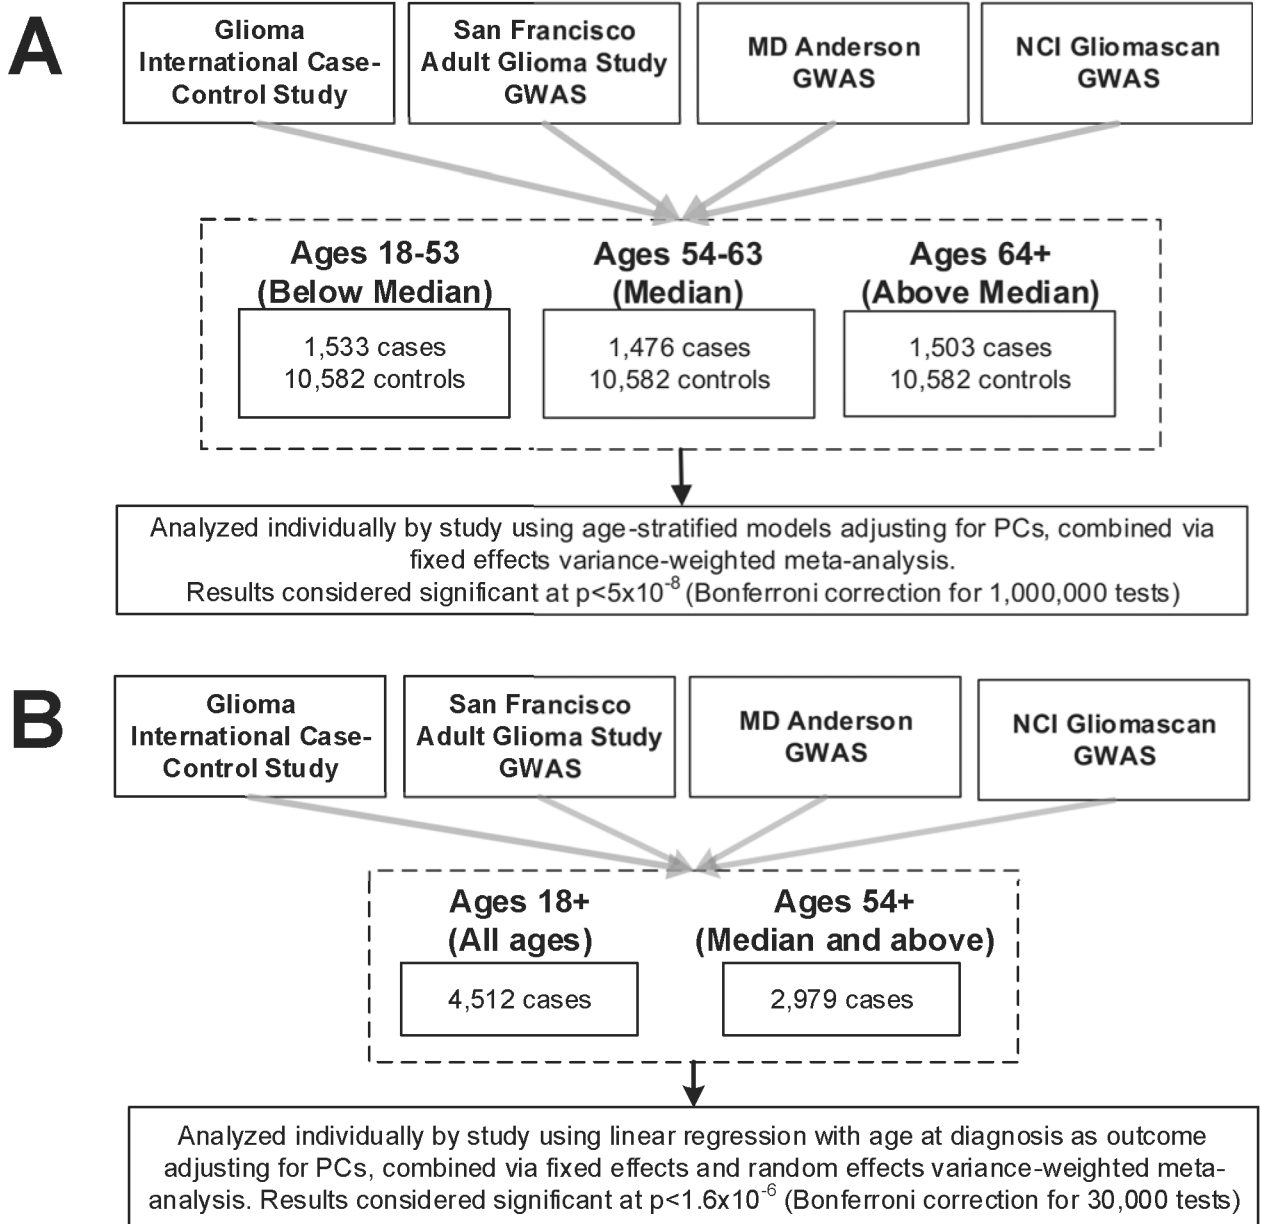 A
Glioma
International Case-
Control Study
San Francisco
Adult Glioma Study
GWAS
MD Anderson
GWAS
NCI Gliomascan
GWAS
Ages 18-53
(Below Median)
1,533 cases
10,582 controls
Ages 54-63
(Median)
1,476 cases
10,582 controls
Ages 64+
(Above Median)
1,503 cases
10,582 controls
Analyzed individually by study using age-stratified models adjusting for PCs, combined via
fixed effects variance-weighted meta-analysis.
Results considered significant at p<5x10⁻⁸ (Bonferroni correction for 1,000,000 tests)
B
Glioma
International Case-
Control Study
San Francisco
Adult Glioma Study
GWAS
MD Anderson
GWAS
NCI Gliomascan
GWAS
Ages 18+
(All ages)
4,512 cases
Ages 54+
(Median and above)
2,979 cases
Analyzed individually by study using linear regression with age at diagnosis as outcome
adjusting for PCs, combined via fixed effects and random effects variance-weighted meta-
analysis. Results considered significant at p<1.6x10⁻⁶ (Bonferroni correction for 30,000 tests)